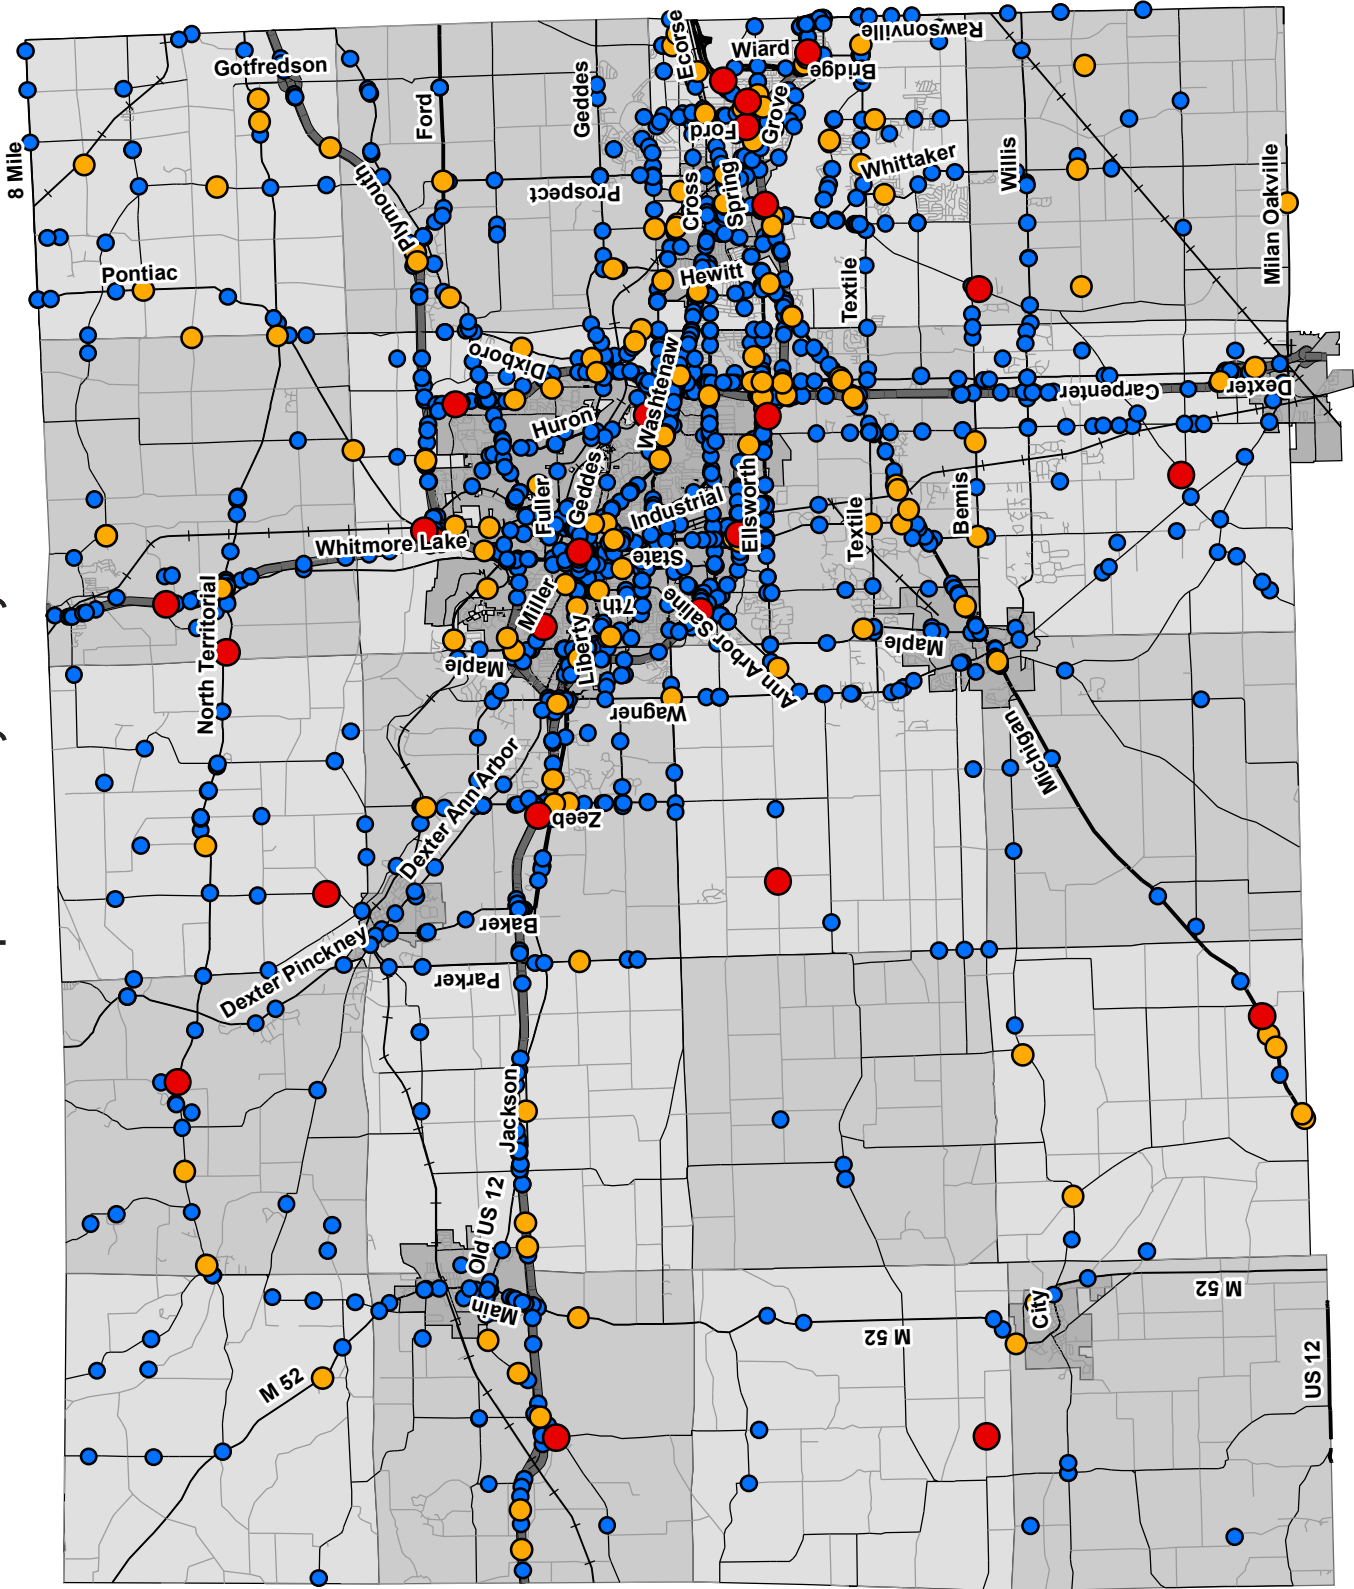 Ecorse
Wiard
Rawsonville
Bridge
Gotfredson
Geddes
Ford
Grove
Ford
8 Mile
Willis
Whittaker
Milan Oakville
Prospect
Cross
Spring
Plymouth
Pontiac
Hewitt
Textile
Dixboro
Washtenaw
Carpenter
Dexter
Huron
Geddes
Fuller
Industrial
Ellsworth
Bemis
Textile
Whitmore Lake
State
Miller
7th
Ann Arbor Saline
North Territorial
Maple
Liberty
Maple
Wagner
Michigan
Dexter Ann Arbor
Zeeb
Baker
Dexter Pinckney
Parker
Jackson
Old US 12
Main
M 52
City
M 52
M 52
US 12